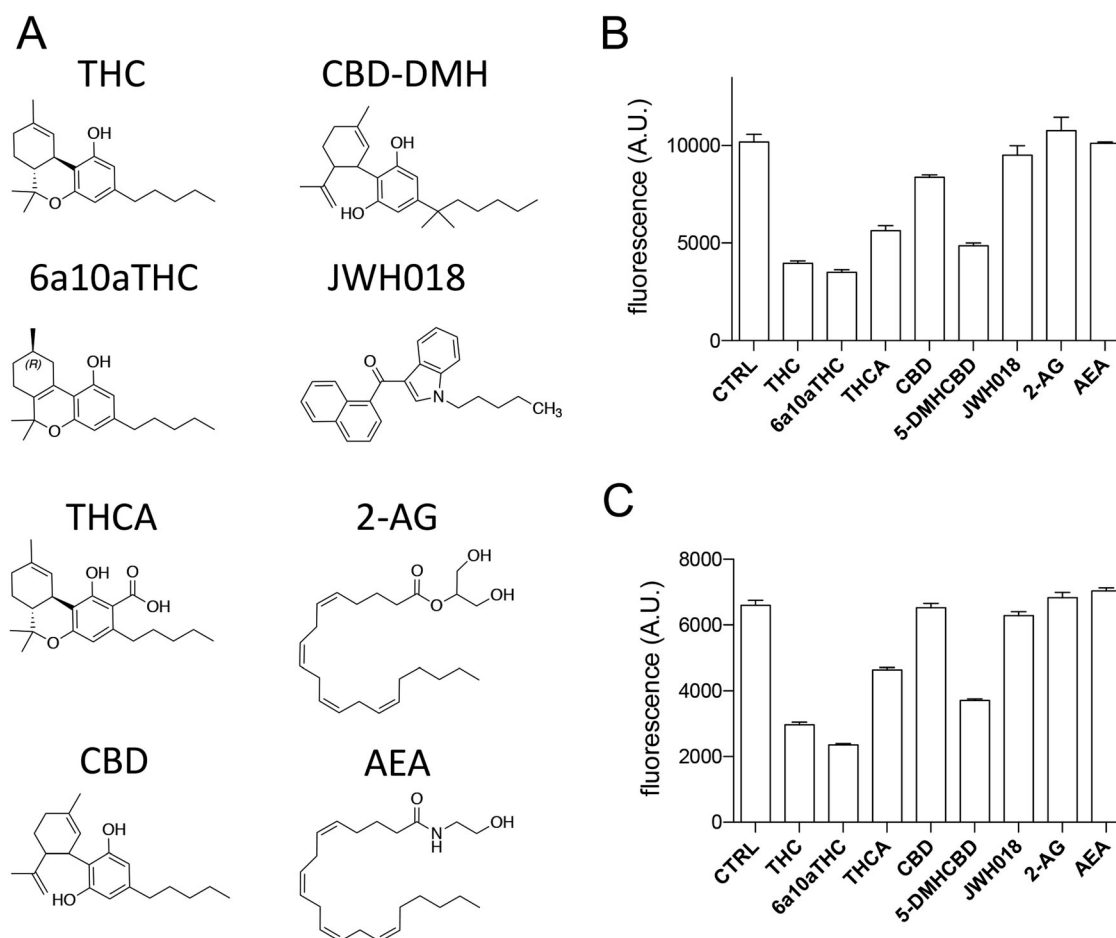 A
THC
OH
O
CBD-DMH
OH
HO
6a10aTHC
(R)
OH
O
JWH018
O
N
CH3
THCA
OH
O
OH
O
2-AG
OH
O
O
OH
CBD
OH
HO
AEA
O
OH
N
H
B
fluorescence (A.U.)
10000
5000
0
CTRL
THC
6a10aTHC
THCA
CBD
5-DMHCBD
JWH018
2-AG
AEA
C
fluorescence (A.U.)
8000
6000
4000
2000
0
CTRL
THC
6a10aTHC
THCA
CBD
5-DMHCBD
JWH018
2-AG
AEA